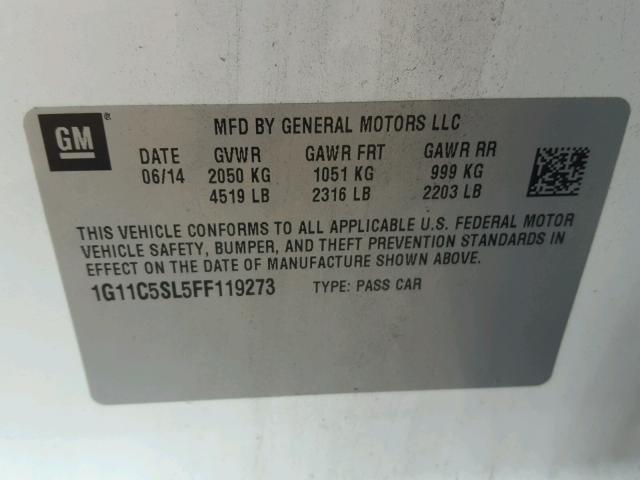 GM ®
MFD BY GENERAL MOTORS LLC
DATE GVWR GAWR FRT GAWR RR
06/14 2050 KG 1051 KG 999 KG
4519 LB 2316 LB 2203 LB
THIS VEHICLE CONFORMS TO ALL APPLICABLE U.S. FEDERAL MOTOR
VEHICLE SAFETY, BUMPER, AND THEFT PREVENTION STANDARDS IN
EFFECT ON THE DATE OF MANUFACTURE SHOWN ABOVE.
1G11C5SL5FF119273 TYPE: PASS CAR